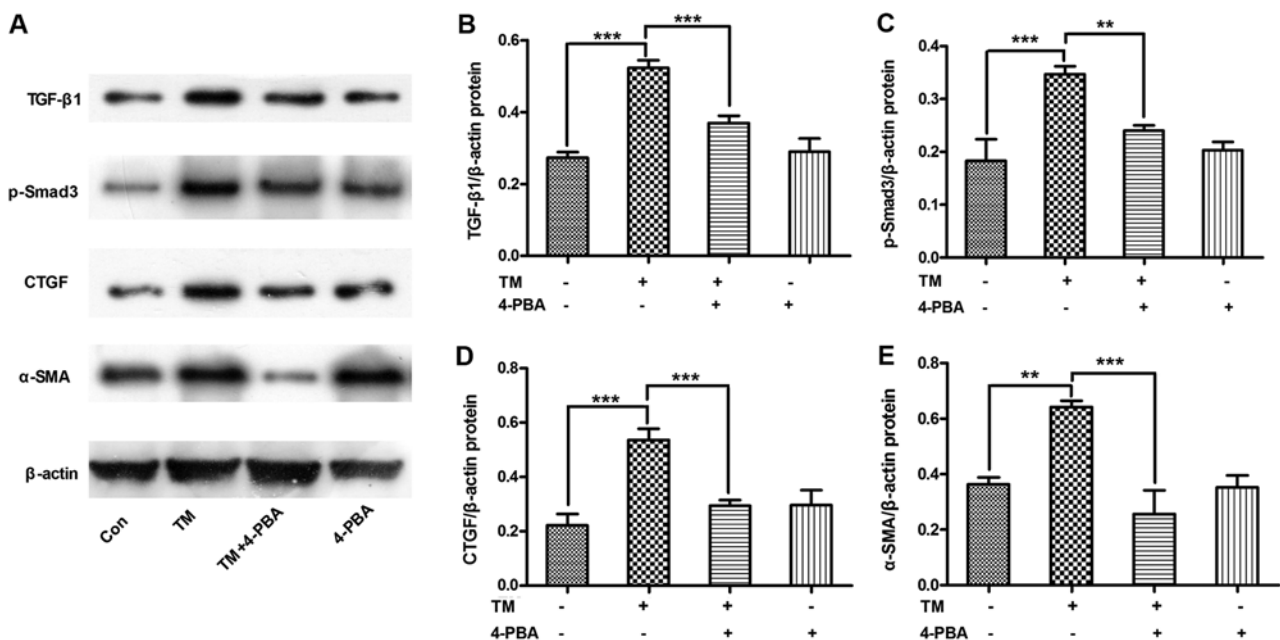 A
TGF-β1
p-Smad3
CTGF
α-SMA
β-actin
Con
TM
TM+4-PBA
4-PBA
B
TGF-β1/β-actin protein
0.6
0.4
0.2
0.0
*** ***
TM - + + -
4-PBA - - + +
C
p-Smad3/β-actin protein
0.4
0.3
0.2
0.1
0.0
*** **
TM - + + -
4-PBA - - + +
D
CTGF/β-actin protein
0.8
0.6
0.4
0.2
0.0
*** ***
TM - + + -
4-PBA - - + +
E
α-SMA/β-actin protein
0.8
0.6
0.4
0.2
0.0
** ***
TM - + + -
4-PBA - - + +